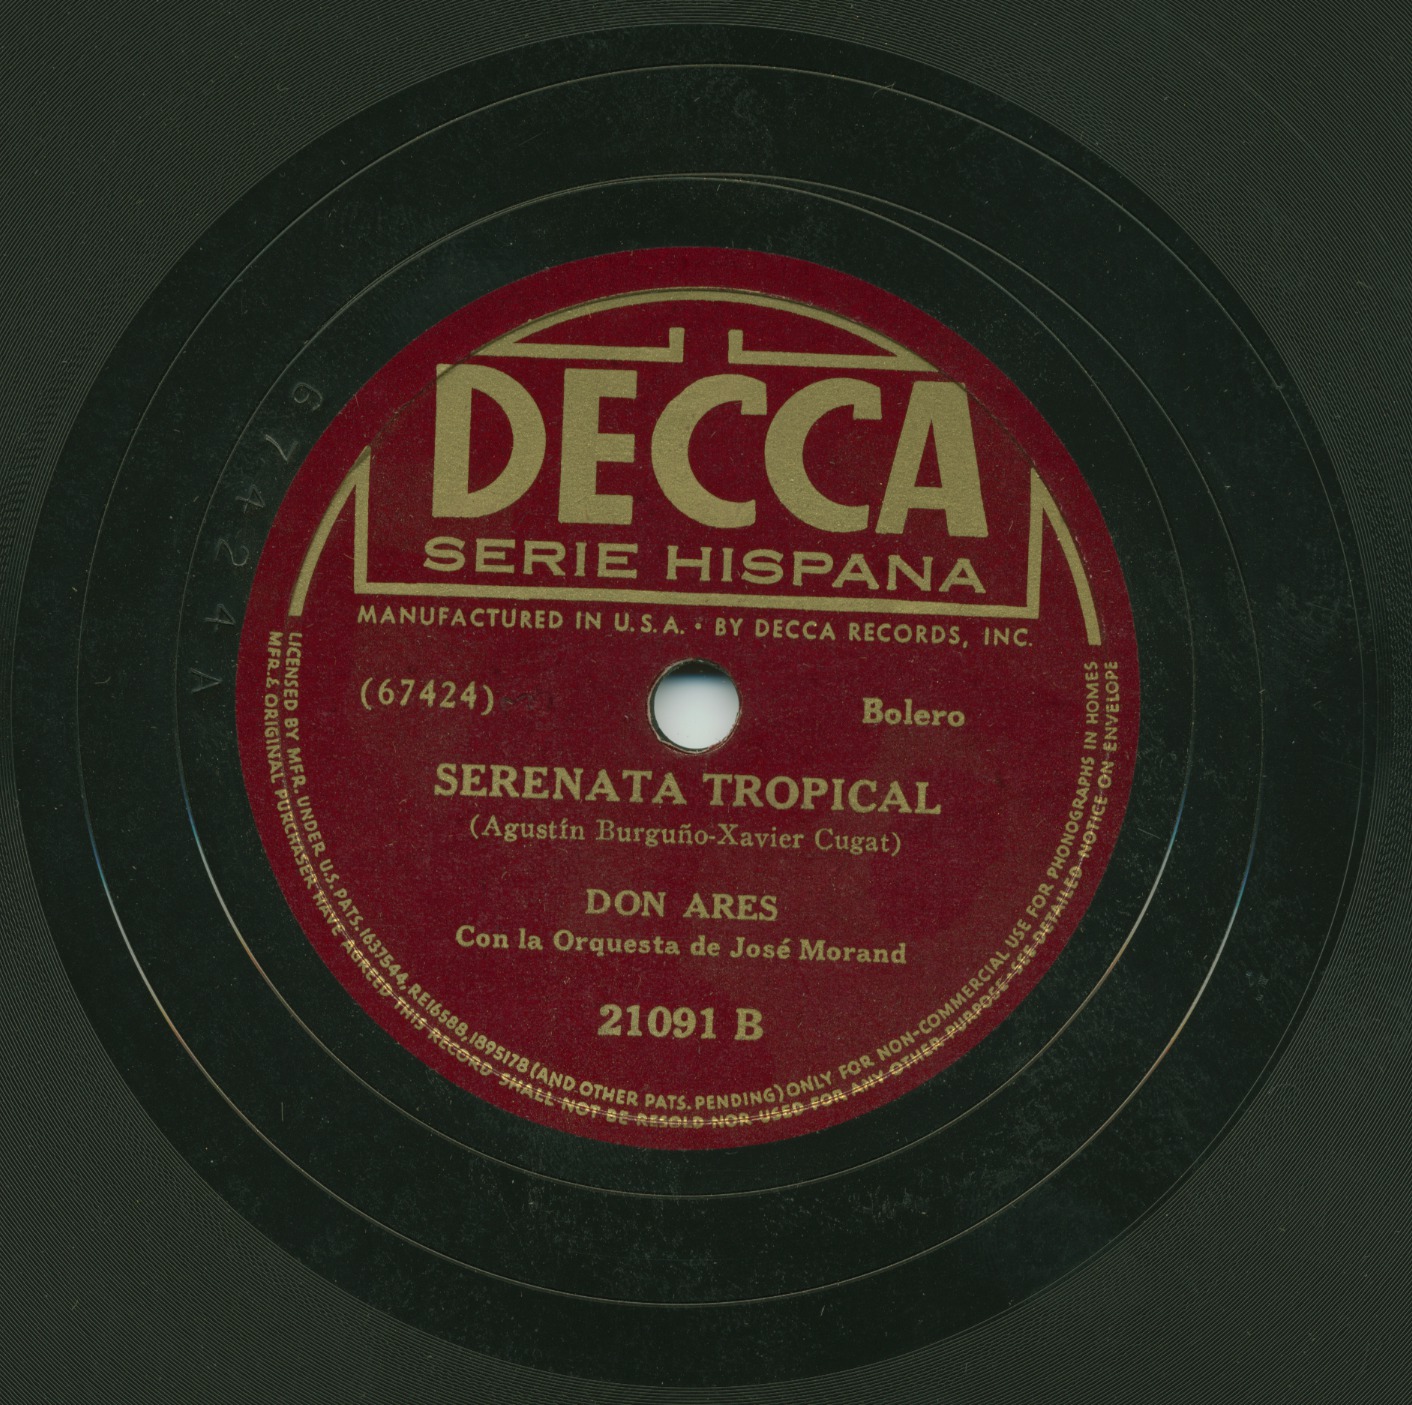 DECCA
SERIE HISPANA
MANUFACTURED IN U.S.A. • BY DECCA RECORDS, INC.
(67424)
Bolero
SERENATA TROPICAL
(Agustín Burguño-Xavier Cugat)
DON ARES
Con la Orquesta de José Morand
21091 B
LICENSED BY MFR. UNDER U.S. PATS. 1637544, RE16588, 1895178 (AND OTHER PATS. PENDING) ONLY FOR NON-COMMERCIAL USE FOR PHONOGRAPHS IN HOMES
MFR. & ORIGINAL PURCHASER HAVE AGREED THIS RECORD SHALL NOT BE RESOLD NOR USED FOR ANY OTHER PURPOSE-SEE DETAILED NOTICE ON ENVELOPE
67424 A